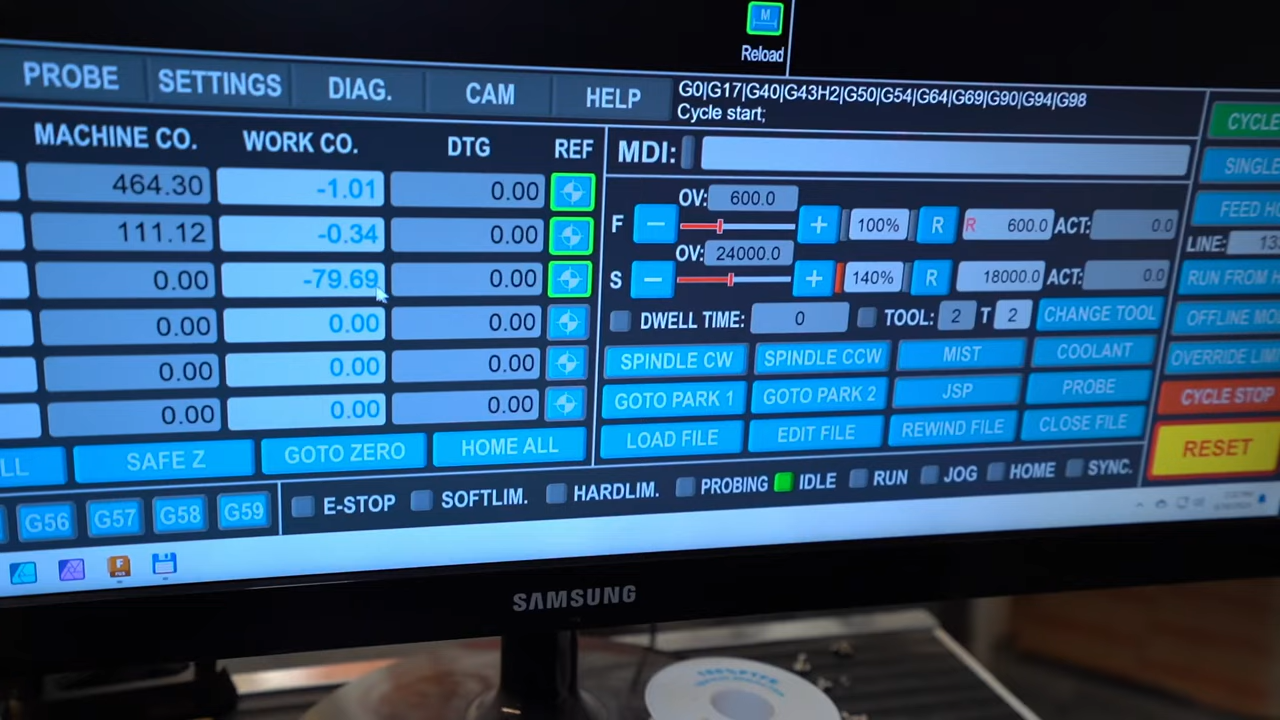 M
Reload
PROBE SETTINGS DIAG. CAM HELP
G0|G17|G40|G43H2|G50|G54|G64|G69|G90|G94|G98
Cycle start;
CYCLE
MACHINE CO. WORK CO. DTG REF
MDI:
SINGLE
464.30 -1.01 0.00
OV: 600.0
FEED HO
111.12 -0.34 0.00
F − + 100% R R 600.0 ACT: 0.0
LINE: 13
OV: 24000.0
0.00 -79.69 0.00
S − + 140% R 18000.0 ACT: 0.0
RUN FROM H
0.00 0.00 0.00
DWELL TIME: 0 TOOL: 2 T 2 CHANGE TOOL
OFFLINE MO
0.00 0.00 0.00
SPINDLE CW SPINDLE CCW MIST COOLANT
OVERRIDE LIM
0.00 0.00 0.00
GOTO PARK 1 GOTO PARK 2 JSP PROBE
CYCLE STOP
LL SAFE Z GOTO ZERO HOME ALL
LOAD FILE EDIT FILE REWIND FILE CLOSE FILE
RESET
G56 G57 G58 G59
E-STOP SOFTLIM. HARDLIM. PROBING IDLE RUN JOG HOME SYNC.
F
SAMSUNG